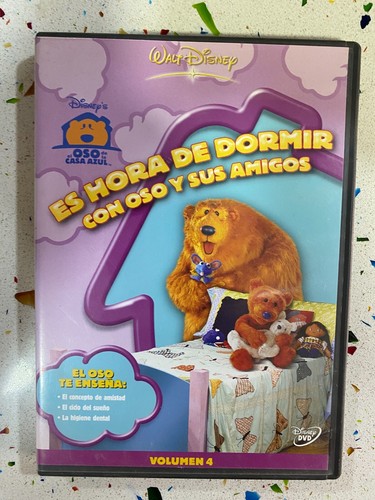 WALT DISNEY
DISNEY'S
OSO
de la
CASA AZUL
ES HORA DE DORMIR
CON OSO Y SUS AMIGOS
EL OSO
TE ENSEÑA:
• El concepto de amistad
• El ciclo del sueño
• La higiene dental
DISNEY
DVD
VOLUMEN 4